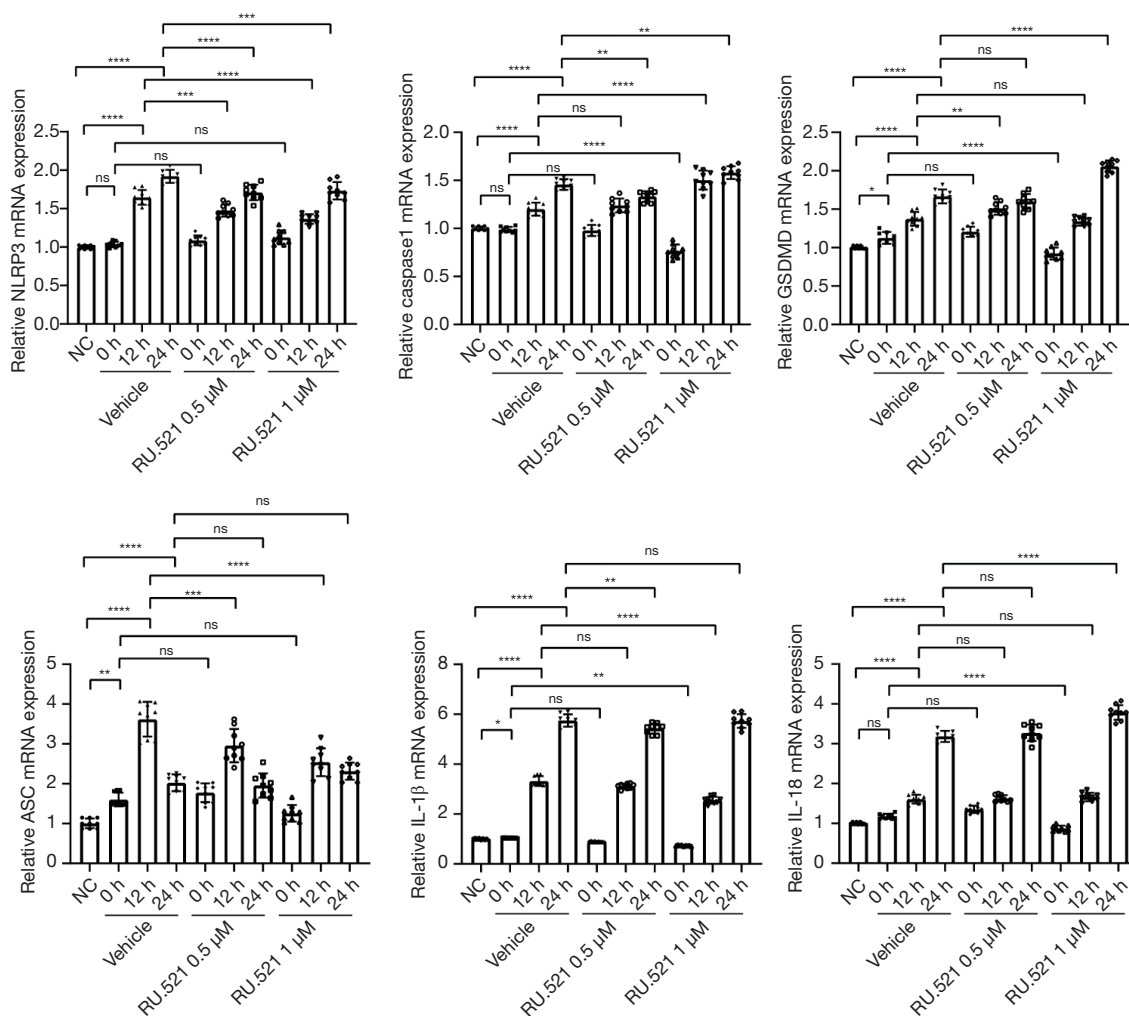 ***
****
****
****
***
****
ns
ns
ns
Relative NLRP3 mRNA expression
2.5
2.0
1.5
1.0
0.5
0.0
NC
0 h
12 h
24 h
0 h
12 h
24 h
0 h
12 h
24 h
Vehicle
RU.521 0.5 µM
RU.521 1 µM
**
**
****
****
ns
****
****
ns
ns
Relative caspase1 mRNA expression
2.0
1.5
1.0
0.5
0.0
NC
0 h
12 h
24 h
0 h
12 h
24 h
0 h
12 h
24 h
Vehicle
RU.521 0.5 µM
RU.521 1 µM
****
ns
****
ns
**
****
****
ns
*
Relative GSDMD mRNA expression
2.5
2.0
1.5
1.0
0.5
0.0
NC
0 h
12 h
24 h
0 h
12 h
24 h
0 h
12 h
24 h
Vehicle
RU.521 0.5 µM
RU.521 1 µM
ns
ns
****
****
***
****
ns
ns
**
Relative ASC mRNA expression
5
4
3
2
1
0
NC
0 h
12 h
24 h
0 h
12 h
24 h
0 h
12 h
24 h
Vehicle
RU.521 0.5 µM
RU.521 1 µM
ns
**
****
****
ns
****
**
ns
*
Relative IL-1β mRNA expression
8
6
4
2
0
NC
0 h
12 h
24 h
0 h
12 h
24 h
0 h
12 h
24 h
Vehicle
RU.521 0.5 µM
RU.521 1 µM
****
ns
****
ns
ns
****
****
ns
ns
Relative IL-18 mRNA expression
5
4
3
2
1
0
NC
0 h
12 h
24 h
0 h
12 h
24 h
0 h
12 h
24 h
Vehicle
RU.521 0.5 µM
RU.521 1 µM